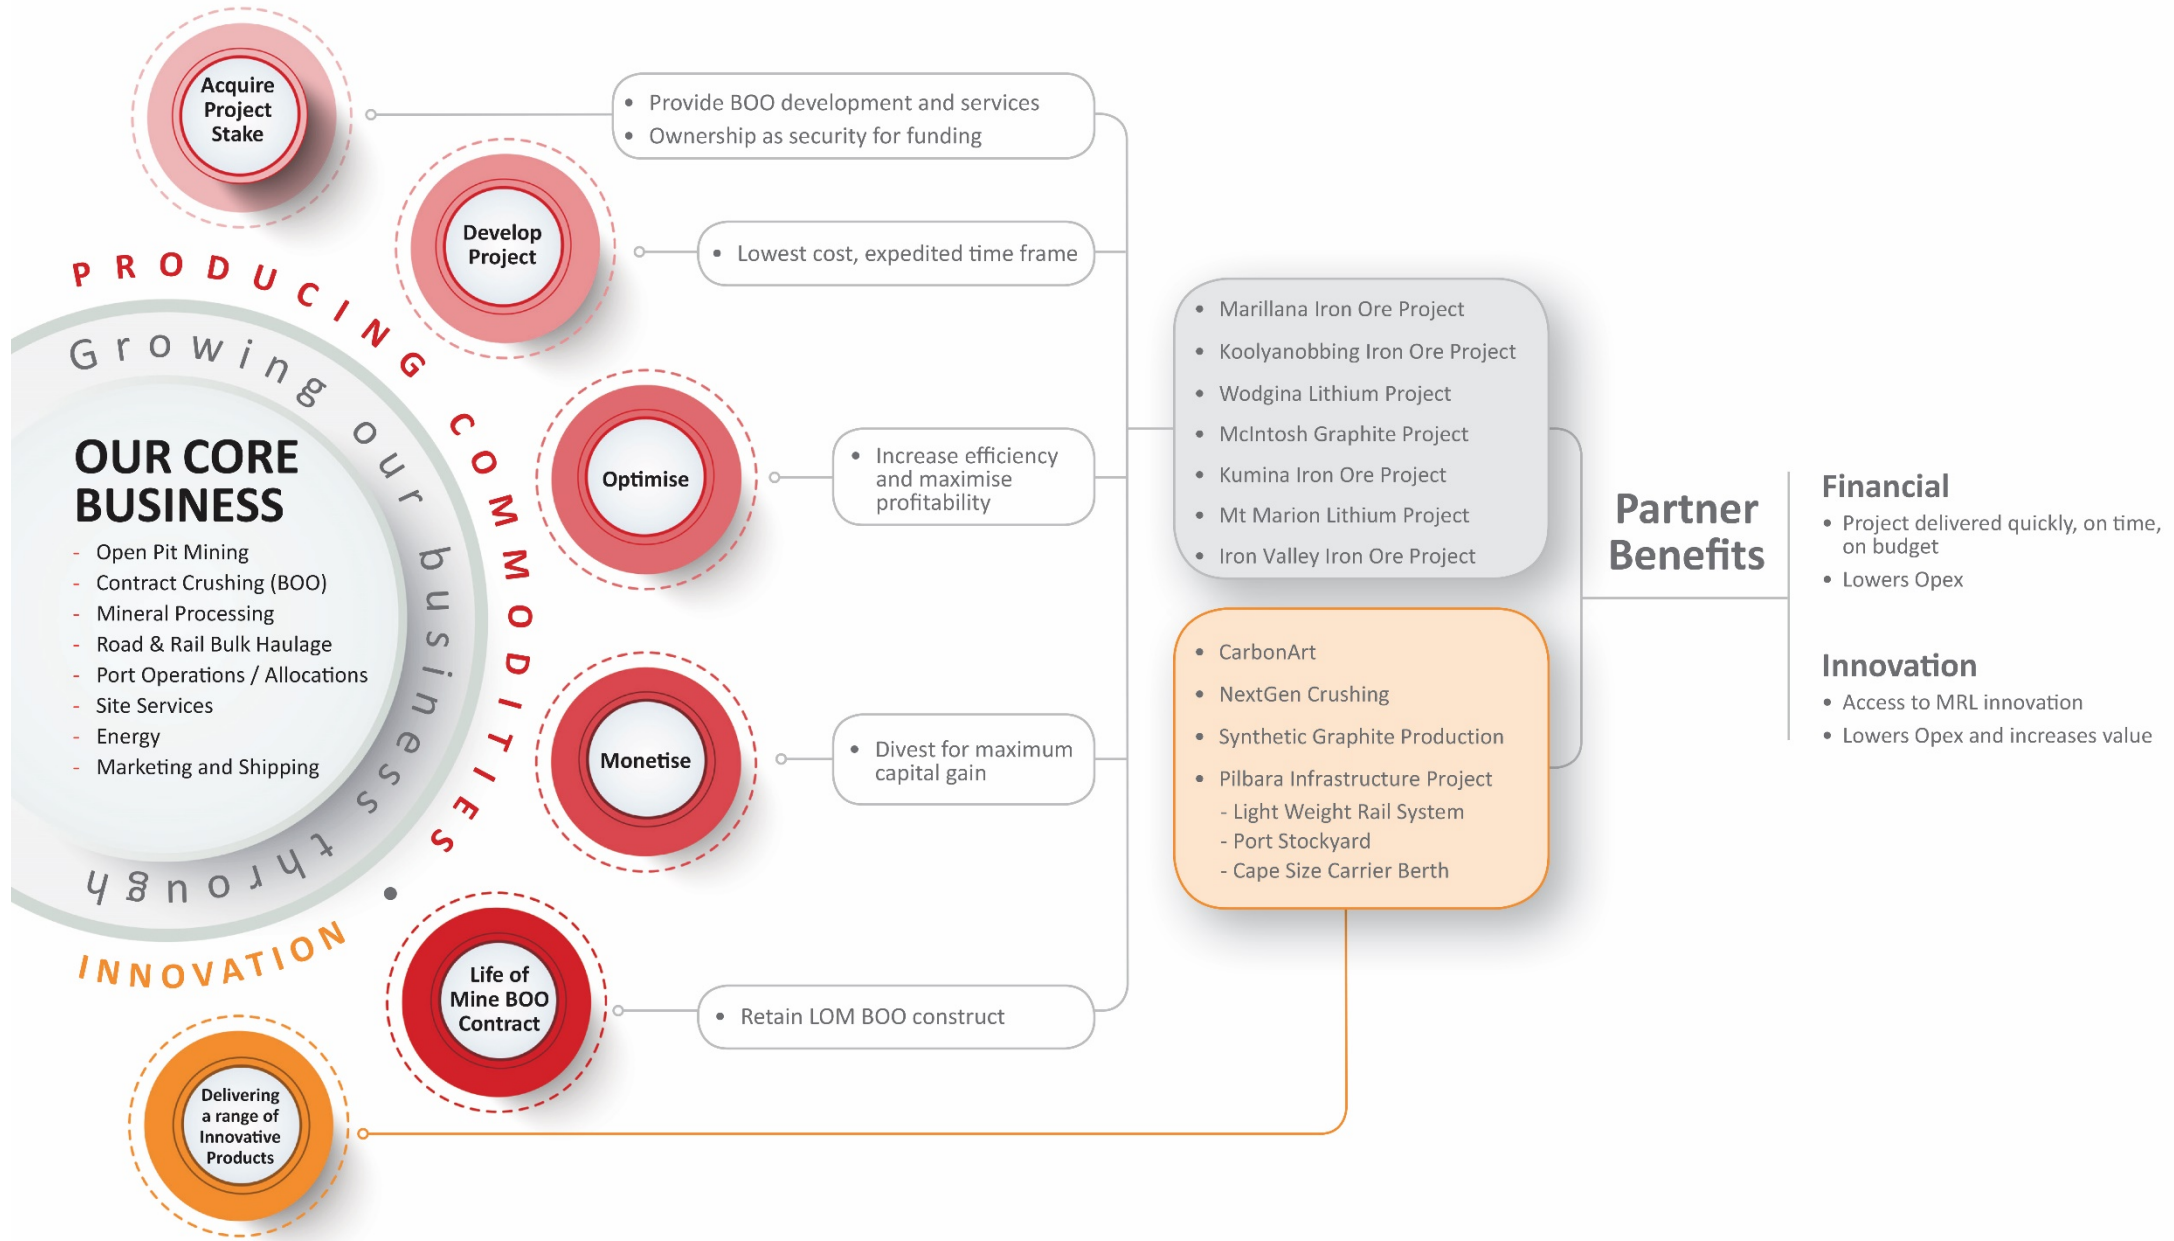 Acquire
Project
Stake
• Provide BOO development and services
• Ownership as security for funding
Develop
Project
• Lowest cost, expedited time frame
PRODUCING COMMODITIES • INNOVATION
Growing our business through
OUR CORE
BUSINESS
- Open Pit Mining
- Contract Crushing (BOO)
- Mineral Processing
- Road & Rail Bulk Haulage
- Port Operations / Allocations
- Site Services
- Energy
- Marketing and Shipping
Optimise
• Increase efficiency
and maximise
profitability
Monetise
• Divest for maximum
capital gain
Life of
Mine BOO
Contract
• Retain LOM BOO construct
Delivering
a range of
Innovative
Products
• Marillana Iron Ore Project
• Koolyanobbing Iron Ore Project
• Wodgina Lithium Project
• McIntosh Graphite Project
• Kumina Iron Ore Project
• Mt Marion Lithium Project
• Iron Valley Iron Ore Project
• CarbonArt
• NextGen Crushing
• Synthetic Graphite Production
• Pilbara Infrastructure Project
- Light Weight Rail System
- Port Stockyard
- Cape Size Carrier Berth
Partner
Benefits
Financial
• Project delivered quickly, on time,
on budget
• Lowers Opex
Innovation
• Access to MRL innovation
• Lowers Opex and increases value